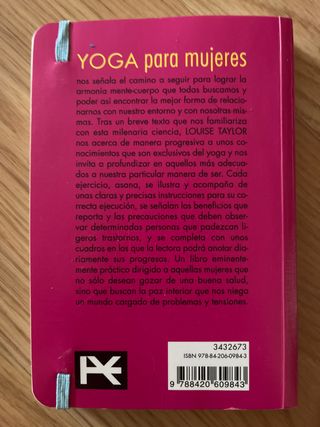 YOGA para mujeres
nos señala el camino a seguir para lograr la
armonía mente-cuerpo que todas buscamos y
poder así encontrar la mejor forma de relacio-
narnos con nuestro entorno y con nosotras mis-
mas. Tras un breve texto que nos familiariza
con esta milenaria ciencia, LOUISE TAYLOR
nos acerca de manera progresiva a unos co-
nocimientos que son exclusivos del yoga y nos
invita a profundizar en aquellos más adecua-
dos a nuestra particular manera de ser. Cada
ejercicio, asana, se ilustra y acompaña de
unas claras y precisas instrucciones para su co-
rrecta ejecución, se señalan los beneficios que
reporta y las precauciones que deben obser-
var determinadas personas que padezcan li-
geros trastornos, y se completa con unos
cuadros en los que la lectora podrá anotar dia-
riamente sus progresos. Un libro eminente-
mente práctico dirigido a aquellas mujeres que
no sólo desean gozar de una buena salud,
sino que buscan la paz interior que nos niega
un mundo cargado de problemas y tensiones.
3432673
ISBN 978-84-206-0984-3
9 788420 609843